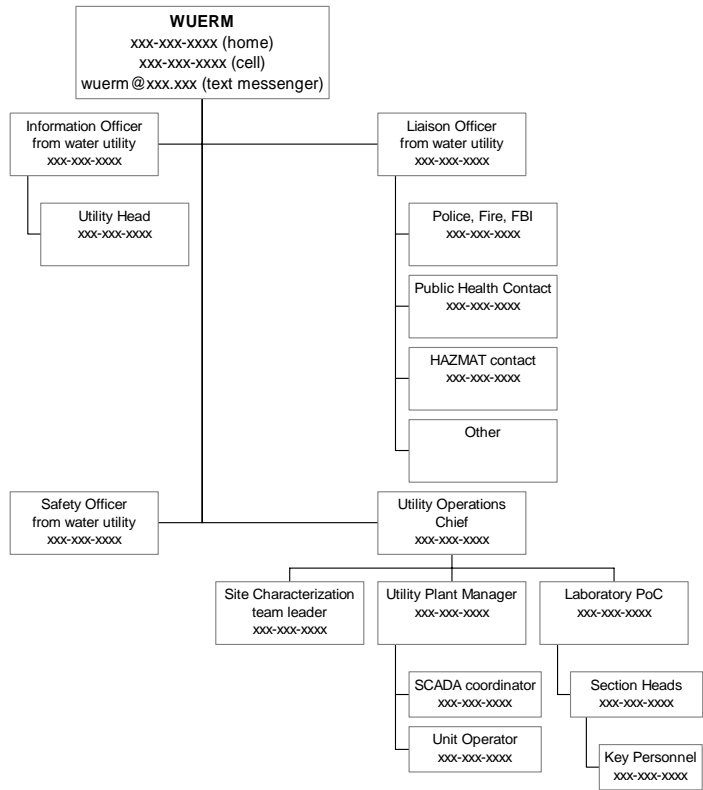 WUERM
xxx-xxx-xxxx (home)
xxx-xxx-xxxx (cell)
wuerm@xxx.xxx (text messenger)
Information Officer
from water utility
xxx-xxx-xxxx
Liaison Officer
from water utility
xxx-xxx-xxxx
Utility Head
xxx-xxx-xxxx
Police, Fire, FBI
xxx-xxx-xxxx
Public Health Contact
xxx-xxx-xxxx
HAZMAT contact
xxx-xxx-xxxx
Other
Safety Officer
from water utility
xxx-xxx-xxxx
Utility Operations
Chief
xxx-xxx-xxxx
Site Characterization
team leader
xxx-xxx-xxxx
Utility Plant Manager
xxx-xxx-xxxx
Laboratory PoC
xxx-xxx-xxxx
SCADA coordinator
xxx-xxx-xxxx
Unit Operator
xxx-xxx-xxxx
Section Heads
xxx-xxx-xxxx
Key Personnel
xxx-xxx-xxxx